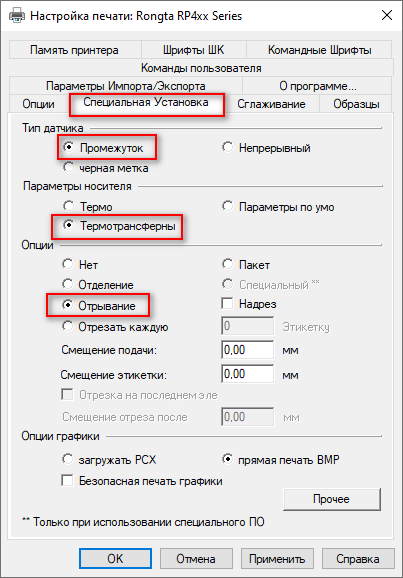 Настройка печати: Rongta RP4xx Series
Память принтера Шрифты ШК Командные Шрифты
Команды пользователя
Параметры Импорта/Экспорта О программе...
Опции Специальная Установка Сглаживание Образцы
Тип датчика
Промежуток Непрерывный
черная метка
Параметры носителя
Термо Параметры по умо
Термотрансферны
Опции
Нет Пакет
Отделение Специальный **
Отрывание Надрез
Отрезать каждую 0 Этикетку
Смещение подачи: 0,00 мм
Смещение этикетки: 0,00 мм
Отрезка на последнем эле
Смещение отреза после 0,00 мм
Опции графики
загружать PCX прямая печать BMP
Безопасная печать графики
Прочее
** Только при использовании специального ПО
OK Отмена Применить Справка